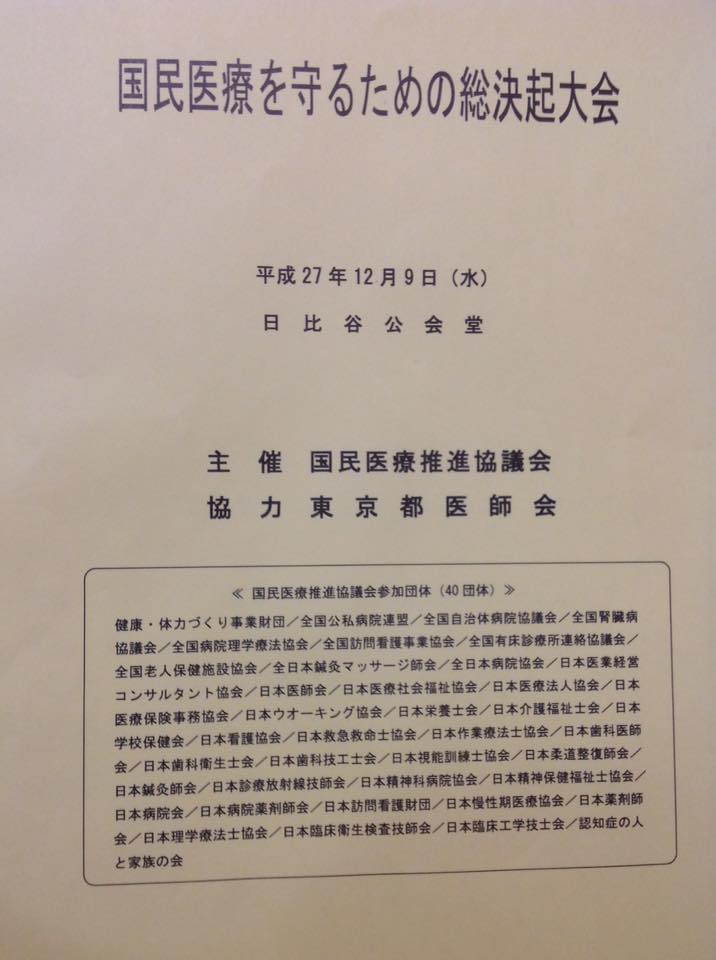 国民医療を守るための総決起大会
平成27年12月9日（水）
日比谷公会堂
主催 国民医療推進協議会
協力 東京都医師会
≪ 国民医療推進協議会参加団体（40団体）≫
健康・体力づくり事業財団／全国公私病院連盟／全国自治体病院協議会／全国腎臓病
協議会／全国病院理学療法協会／全国訪問看護事業協会／全国有床診療所連絡協議会／
全国老人保健施設協会／全日本鍼灸マッサージ師会／全日本病院協会／日本医業経営
コンサルタント協会／日本医師会／日本医療社会福祉協会／日本医療法人協会／日本
医療保険事務協会／日本ウオーキング協会／日本栄養士会／日本介護福祉士会／日本
学校保健会／日本看護協会／日本救急救命士協会／日本作業療法士協会／日本歯科医師
会／日本歯科衛生士会／日本歯科技工士会／日本視能訓練士協会／日本柔道整復師会／
日本鍼灸師会／日本診療放射線技師会／日本精神科病院協会／日本精神保健福祉士協会／
日本病院会／日本病院薬剤師会／日本訪問看護財団／日本慢性期医療協会／日本薬剤師
会／日本理学療法士協会／日本臨床衛生検査技師会／日本臨床工学技士会／認知症の人
と家族の会